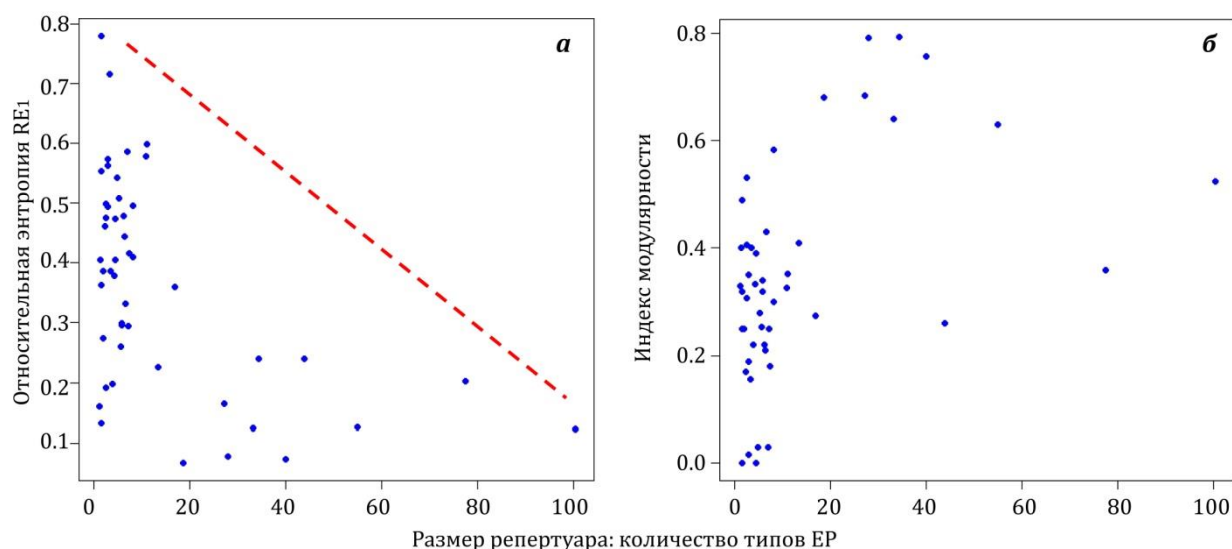 а
Относительная энтропия RE1
0.8
0.7
0.6
0.5
0.4
0.3
0.2
0.1
0 20 40 60 80 100
б
Индекс модулярности
0.8
0.6
0.4
0.2
0.0
0 20 40 60 80 100
Размер репертуара: количество типов ЕР